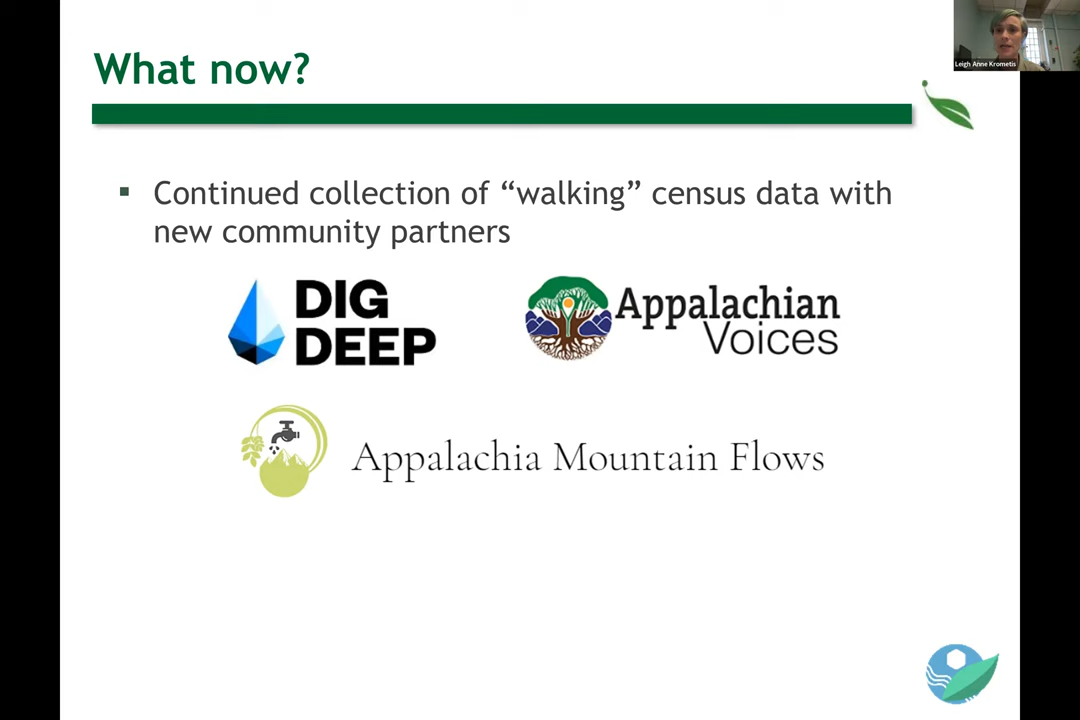 Leigh Anne Krometis
What now?
▪ Continued collection of “walking” census data with
new community partners
DIG
DEEP
Appalachian
Voices
Appalachia Mountain Flows